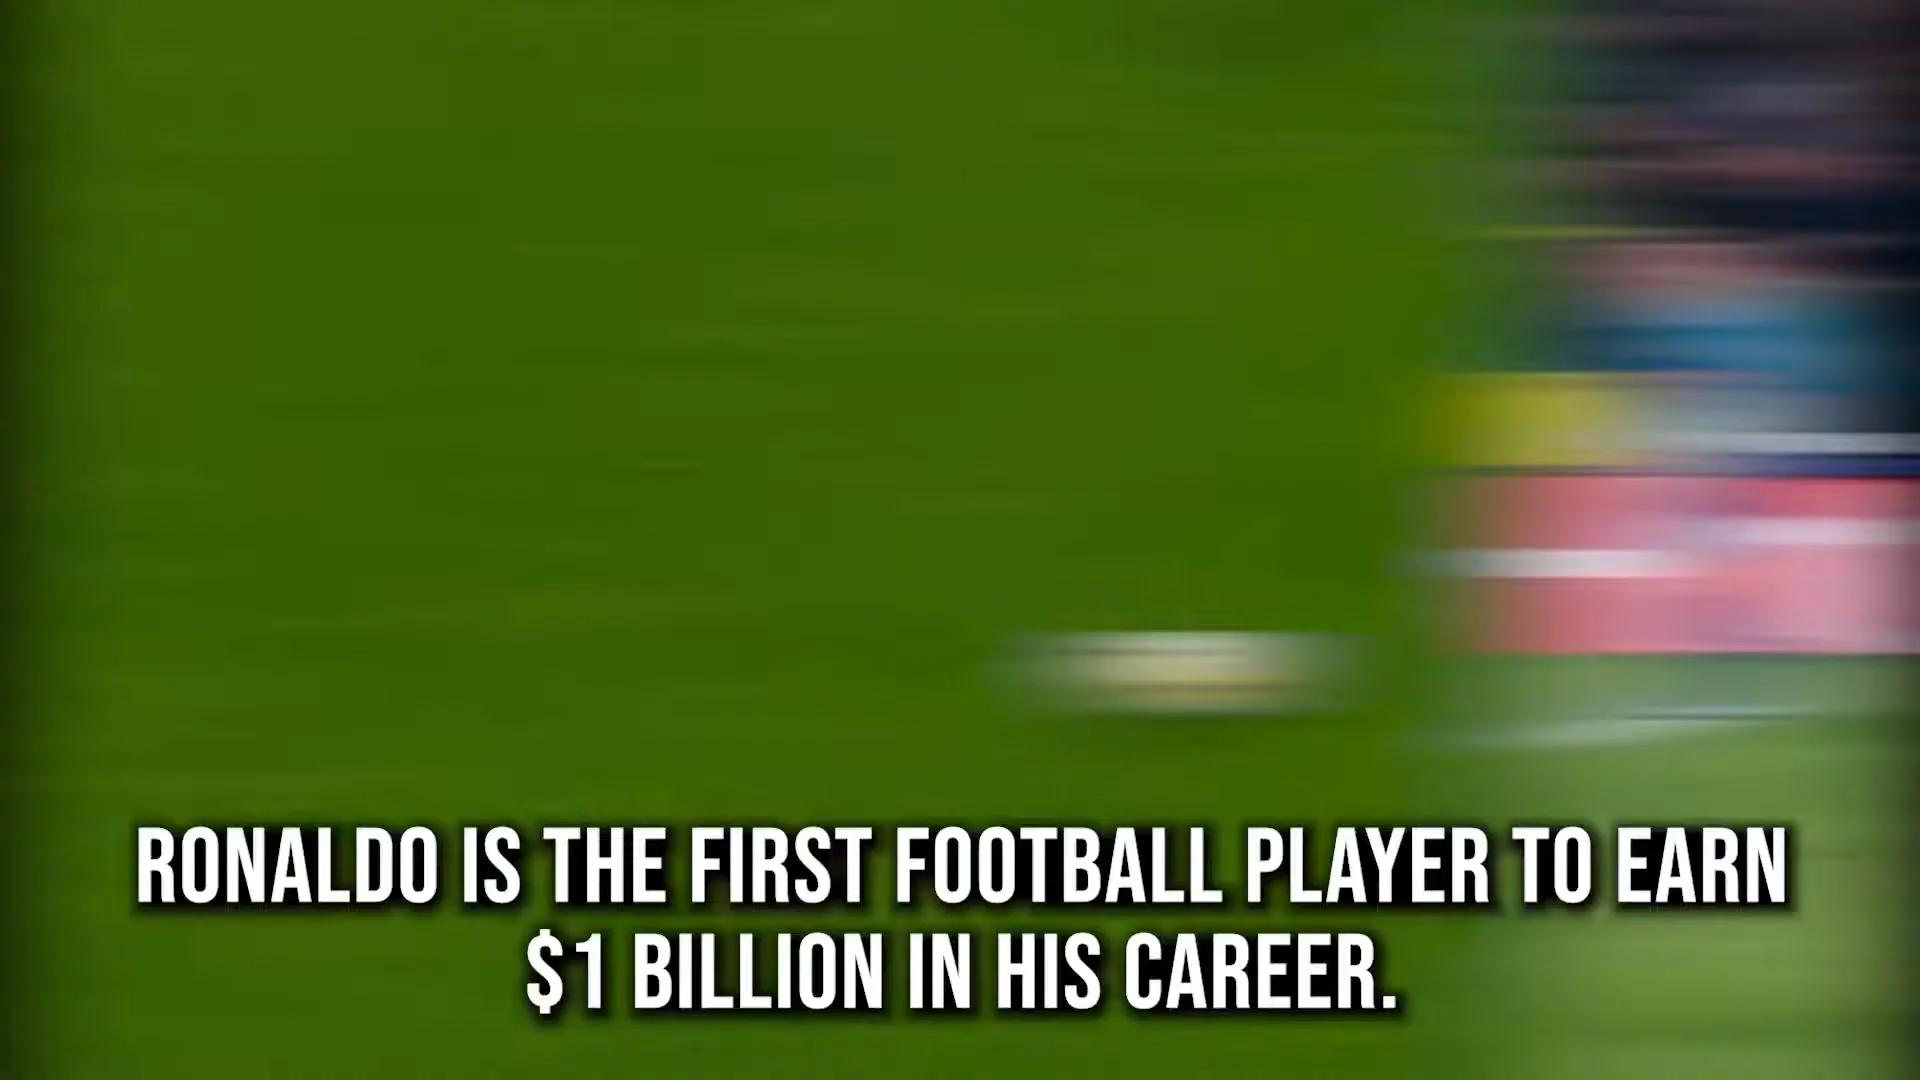 RONALDO IS THE FIRST FOOTBALL PLAYER TO EARN
$1 BILLION IN HIS CAREER.